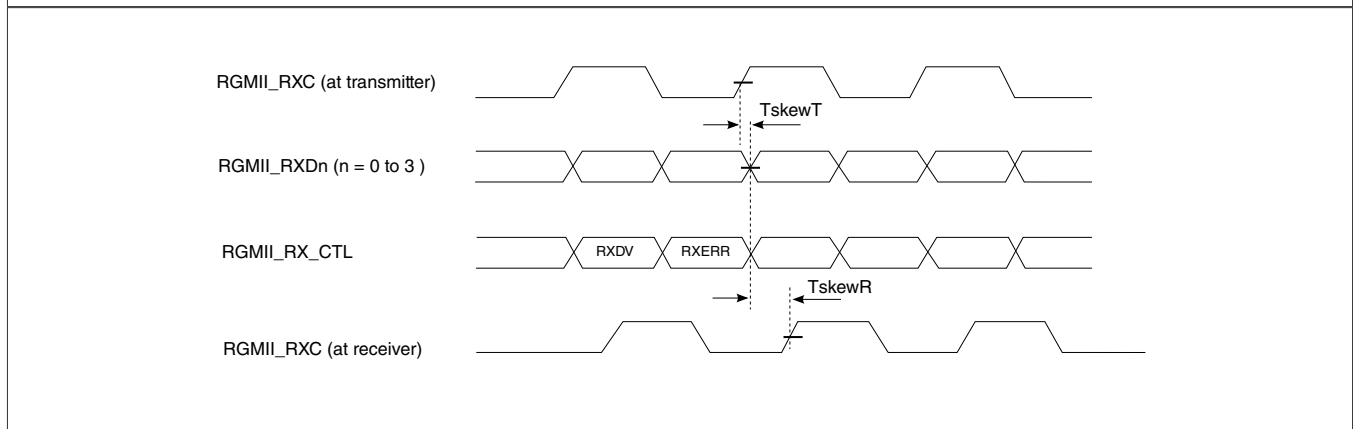 RGMII_RXC (at transmitter)
TskewT
RGMII_RXDn (n = 0 to 3 )
RGMII_RX_CTL
RXDV
RXERR
TskewR
RGMII_RXC (at receiver)